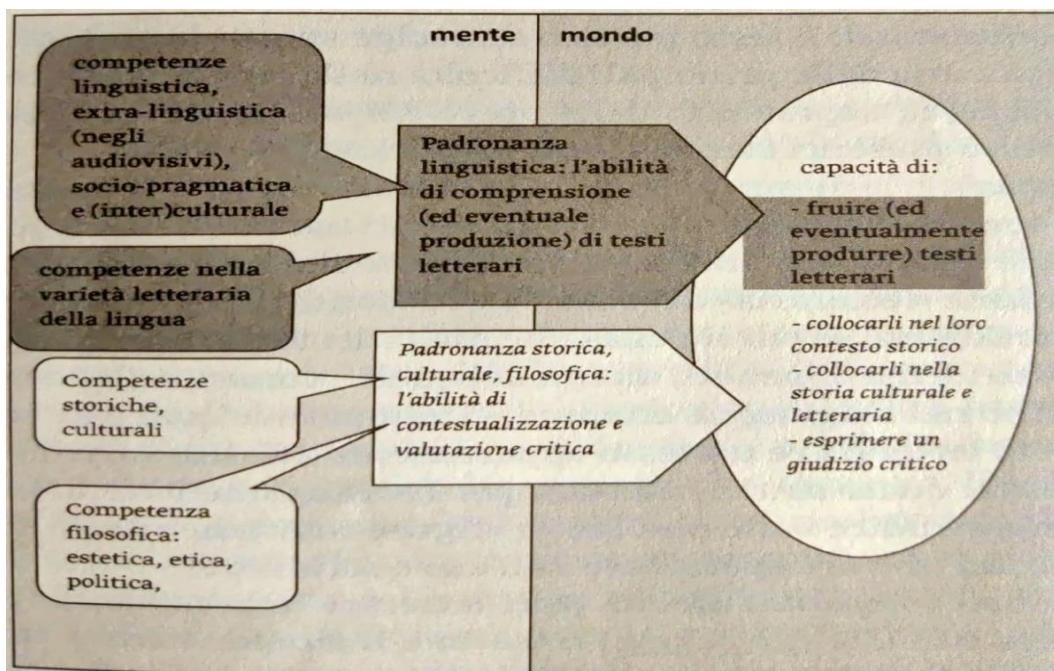 mente mondo
competenze
linguistica,
extra-linguistica
(negli
audiovisivi),
socio-pragmatica
e (inter)culturale
competenze nella
varietà letteraria
della lingua
Competenze
storiche,
culturali
Competenza
filosofica:
estetica, etica,
politica,
Padronanza
linguistica: l'abilità
di comprensione
(ed eventuale
produzione) di testi
letterari
Padronanza storica,
culturale, filosofica:
l'abilità di
contestualizzazione e
valutazione critica
capacità di:
- fruire (ed
eventualmente
produrre) testi
letterari
- collocarli nel loro
contesto storico
- collocarli nella
storia culturale e
letteraria
- esprimere un
giudizio critico